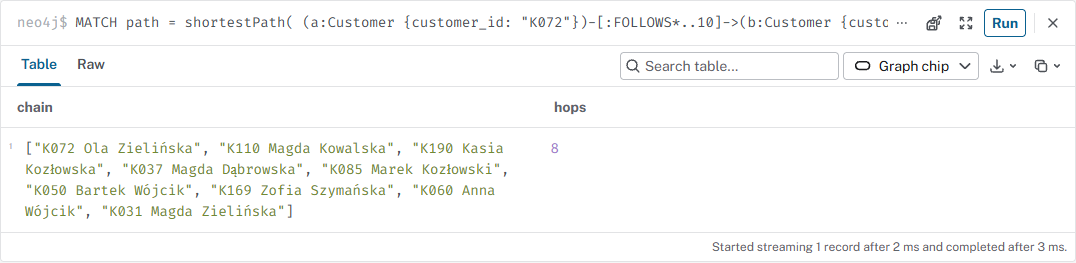 neo4j$ MATCH path = shortestPath( (a:Customer {customer_id: "K072"})-[:FOLLOWS*..10]->(b:Customer {custo ···
Run
Table Raw
Search table...
Graph chip
chain hops
1 ["K072 Ola Zielińska", "K110 Magda Kowalska", "K190 Kasia 8
Kozłowska", "K037 Magda Dąbrowska", "K085 Marek Kozłowski",
"K050 Bartek Wójcik", "K169 Zofia Szymańska", "K060 Anna
Wójcik", "K031 Magda Zielińska"]
Started streaming 1 record after 2 ms and completed after 3 ms.